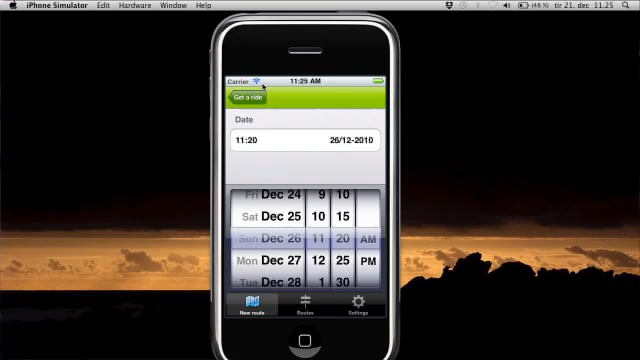 iPhone Simulator Edit Hardware Window Help (48 %) tir 21. dec. 11.25
Carrier 11:25 AM
Get a ride
Date
11:20 26/12-2010
Fri Dec 24 9 10
Sat Dec 25 10 15
Sun Dec 26 11 20 AM
Mon Dec 27 12 25 PM
Tue Dec 28 1 30
New route Routes Settings